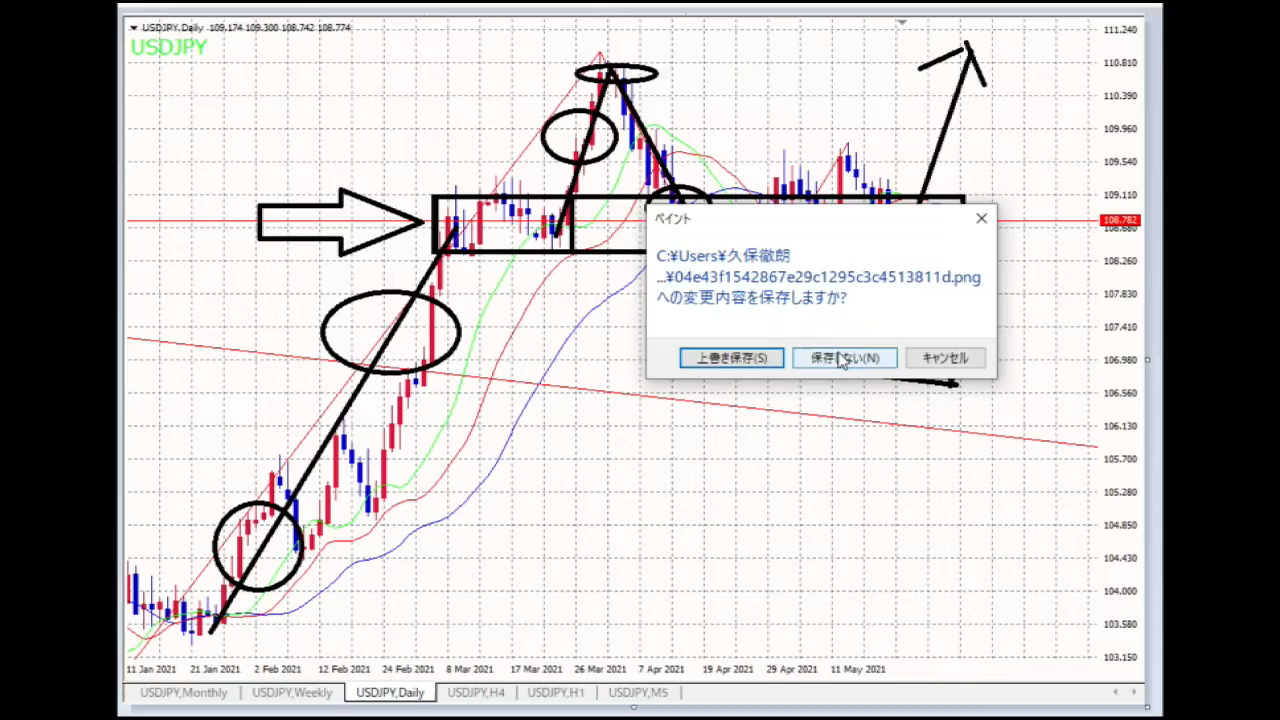 USDJPY,Daily 109.174 109.300 108.742 108.774
USDJPY
111.240
110.810
110.390
109.960
109.540
109.110
108.782
108.680
108.260
107.830
107.410
106.980
106.560
106.130
105.700
105.280
104.850
104.430
104.000
103.580
103.150
ペイント
C:¥Users¥久保徹朗
...¥04e43f1542867e29c1295c3c4513811d.png
への変更内容を保存しますか?
上書き保存(S) 保存しない(N) キャンセル
11 Jan 2021 21 Jan 2021 2 Feb 2021 12 Feb 2021 24 Feb 2021 8 Mar 2021 17 Mar 2021 26 Mar 2021 7 Apr 2021 19 Apr 2021 29 Apr 2021 11 May 2021
USDJPY,Monthly USDJPY,Weekly USDJPY,Daily USDJPY,H4 USDJPY,H1 USDJPY,M5